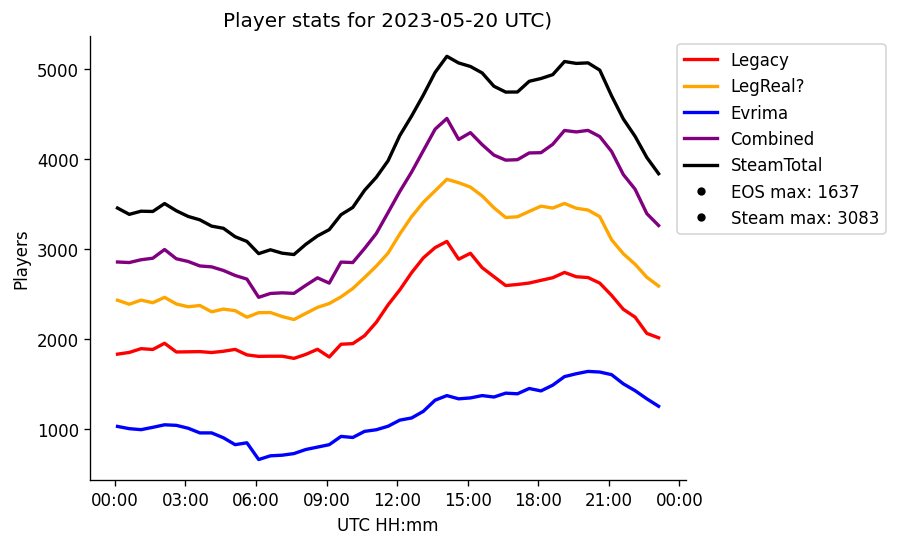 Player stats for 2023-05-20 UTC)
Players
5000
4000
3000
2000
1000
00:00 03:00 06:00 09:00 12:00 15:00 18:00 21:00 00:00
UTC HH:mm
Legacy
LegReal?
Evrima
Combined
SteamTotal
EOS max: 1637
Steam max: 3083